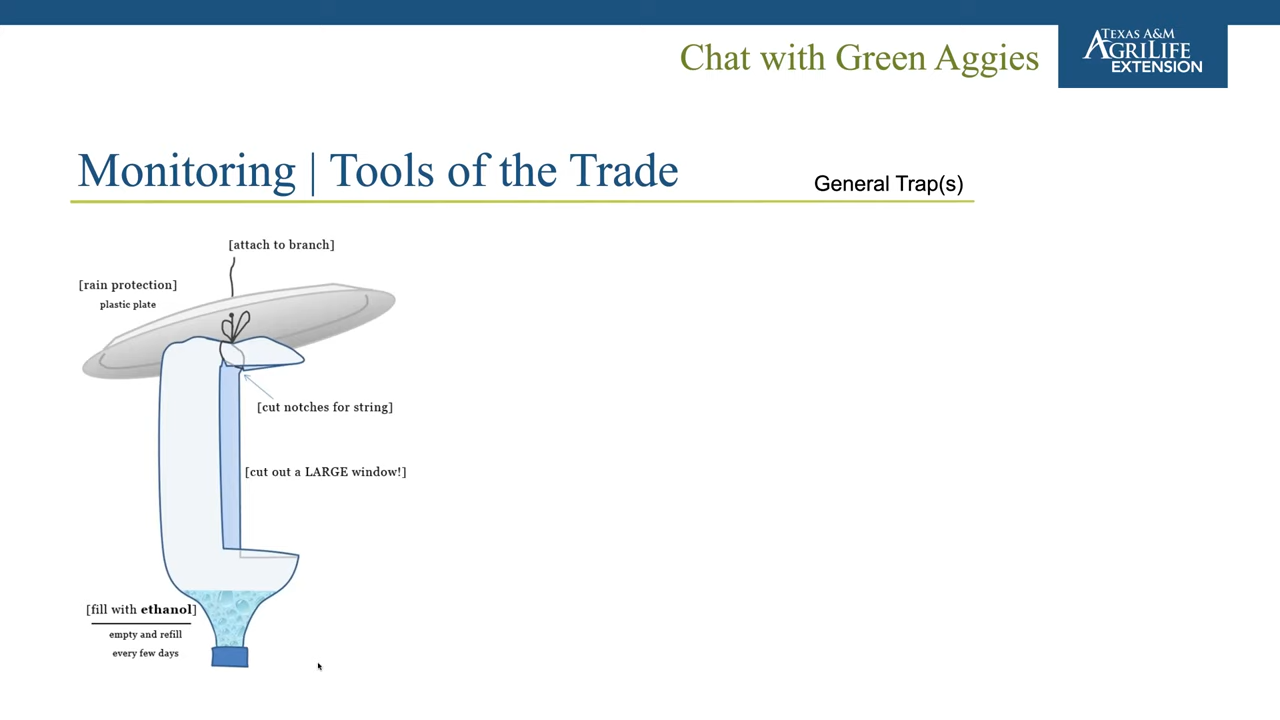 Chat with Green Aggies
TEXAS A&M
AGRILIFE
EXTENSION
Monitoring | Tools of the Trade
General Trap(s)
[attach to branch]
[rain protection]
plastic plate
[cut notches for string]
[cut out a LARGE window!]
[fill with ethanol]
empty and refill
every few days